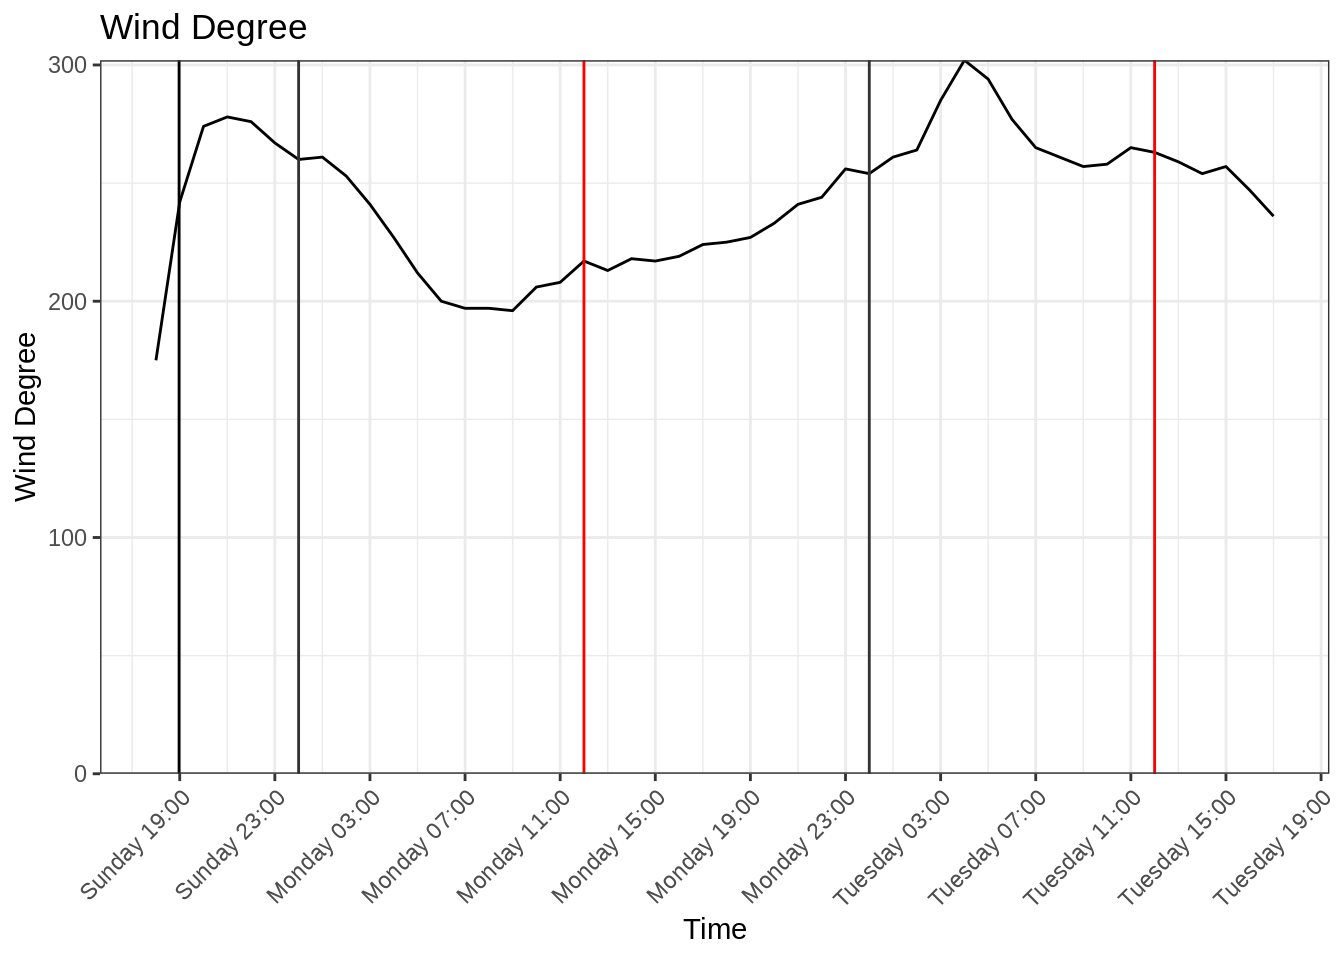 Wind Degree
Wind Degree
300
200
100
0
Sunday 19:00
Sunday 23:00
Monday 03:00
Monday 07:00
Monday 11:00
Monday 15:00
Monday 19:00
Monday 23:00
Tuesday 03:00
Tuesday 07:00
Tuesday 11:00
Tuesday 15:00
Tuesday 19:00
Time